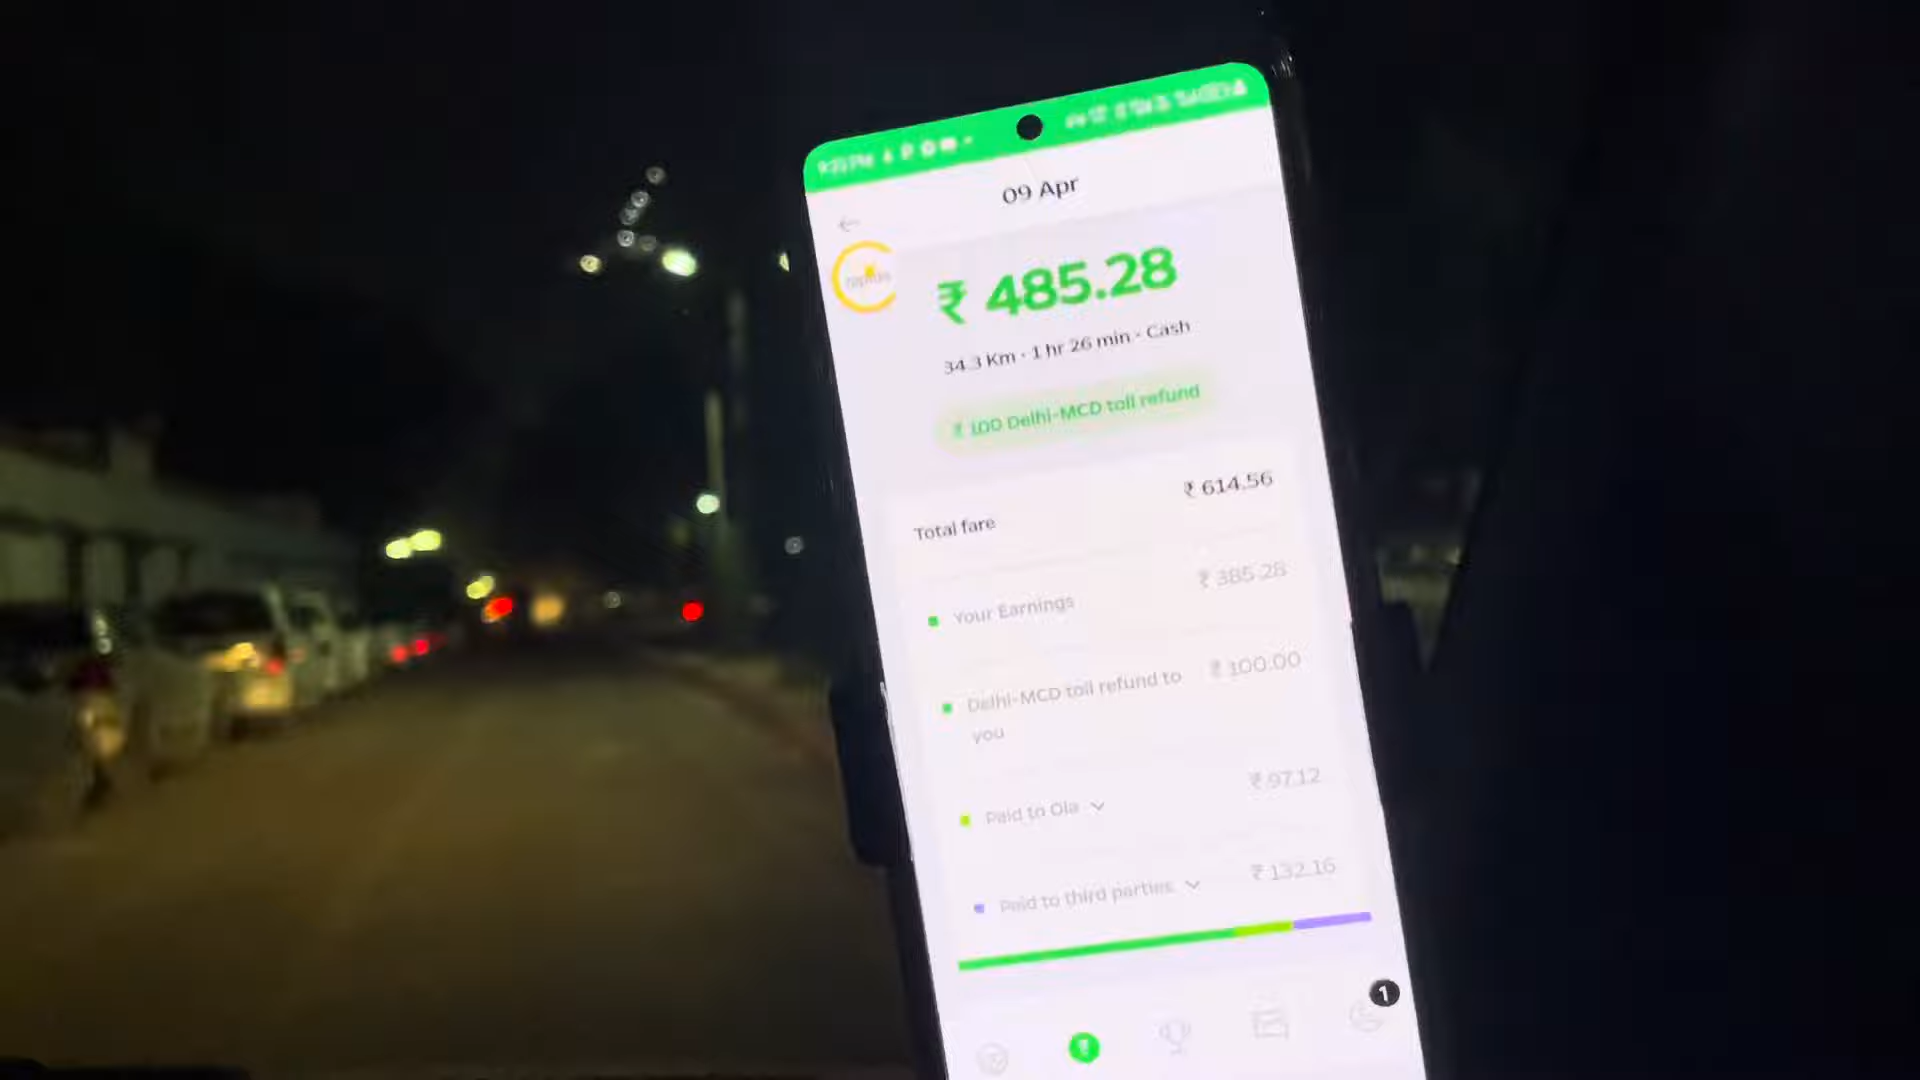 09 Apr
₹ 485.28
34.3 Km · 1 hr 26 min · Cash
₹ 100 Delhi-MCD toll refund
Total fare ₹ 614.56
Your Earnings ₹ 385.28
Delhi-MCD toll refund to ₹ 100.00
you
Paid to Ola ₹ 97.12
Paid to third parties ₹ 132.16
1